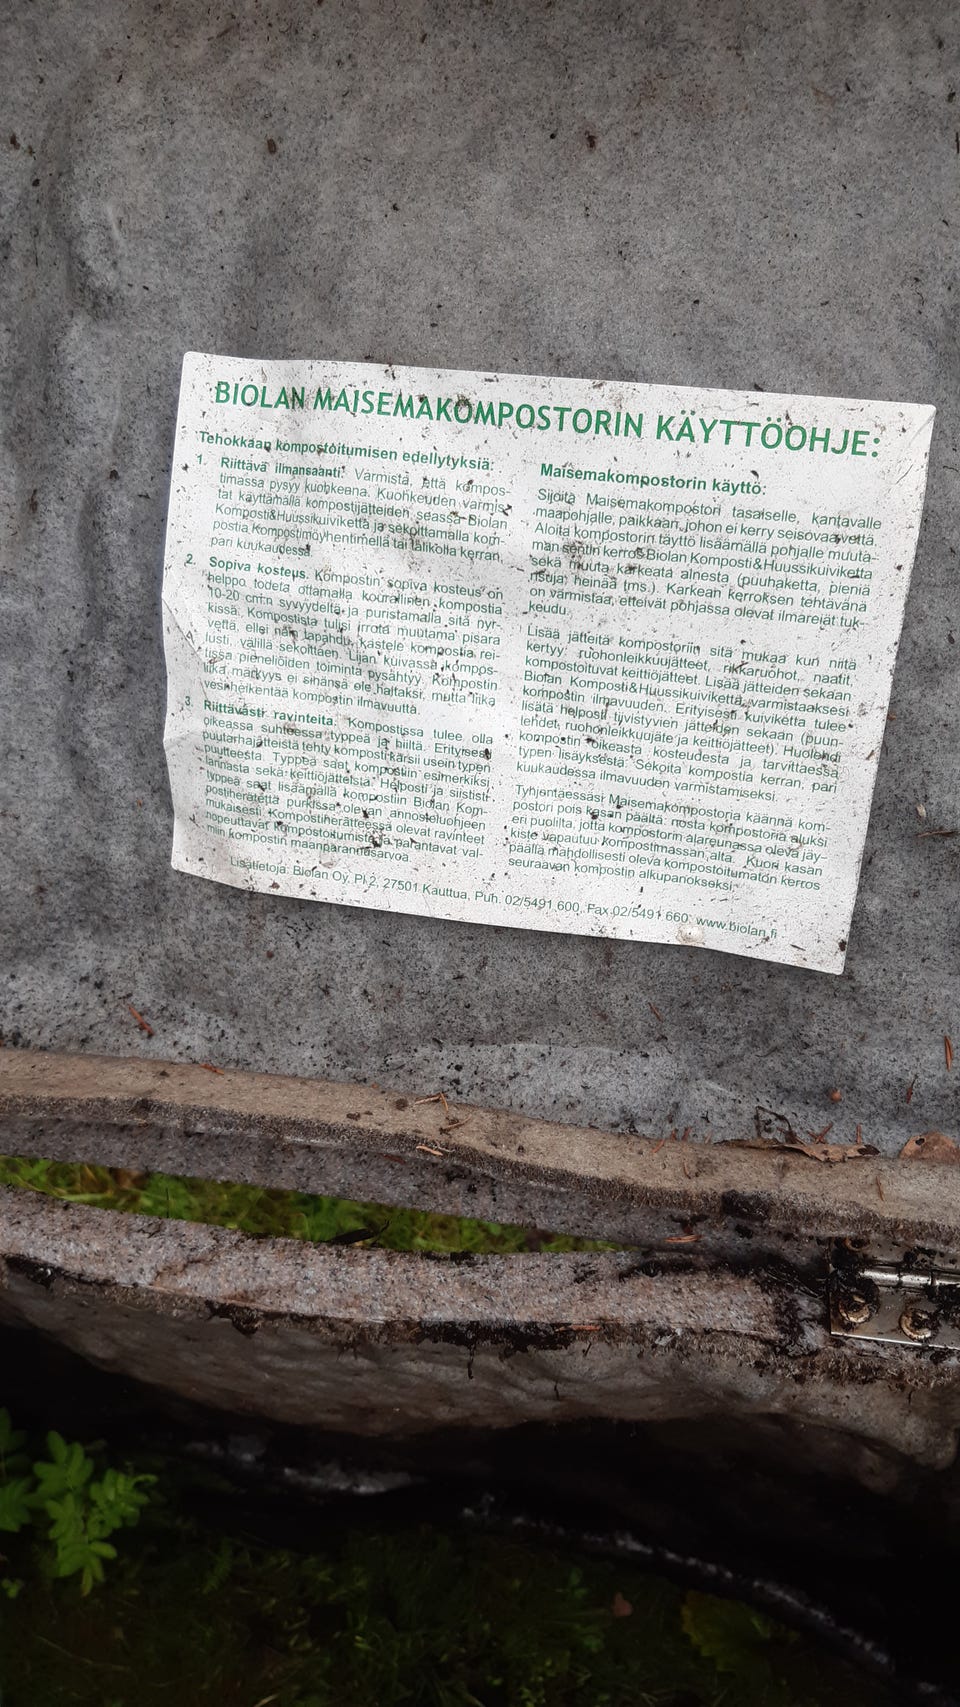 BIOLAN MAISEMAKOMPOSTORIN KÄYTTÖOHJE:
Tehokkaan kompostoitumisen edellytyksiä:
1. Riittävä ilmansaanti. Varmista, että kompos-
timassa pysyy kuohkeana. Kuohkeuden varmis-
tat käyttämällä kompostijätteiden seassa Biolan
Komposti&Huussikuiviketta ja sekoittamalla kom-
postia Kompostimöyhentimellä tai talikolla kerran,
pari kuukaudessa.
2. Sopiva kosteus. Kompostin sopiva kosteus on
helppo todeta ottamalla kourallinen kompostia
10-20 cm:n syvyydeltä ja puristamalla sitä nyr-
kissä. Kompostista tulisi irrota muutama pisara
vettä, ellei näin tapahdu, kastele kompostia rei-
lusti, välillä sekoittaen. Liian kuivassa kompos-
tissa pieneliöiden toiminta pysähtyy. Kompostin
liika märkyys ei sinänsä ole haitaksi, mutta liika
vesi heikentää kompostin ilmavuutta.
3. Riittävästi ravinteita. Kompostissa tulee olla
oikeassa suhteessa typpeä ja hiiltä. Erityisesti
puutarhajätteistä tehty komposti kärsii usein typen
puutteesta. Typpeä saat kompostiin esimerkiksi
lannasta sekä keittiöjätteistä. Helposti ja siististi
typpeä saat lisäämällä kompostiin Biolan Kom-
postiherätettä purkissa olevan annosteluohjeen
mukaisesti. Kompostiherätteessä olevat ravinteet
nopeuttavat kompostoitumista ja parantavat val-
miin kompostin maanparannusarvoa.
Maisemakompostorin käyttö:
Sijoita Maisemakompostori tasaiselle, kantavalle
maapohjalle, paikkaan, johon ei kerry seisovaa vettä.
Aloita kompostorin täyttö lisäämällä pohjalle muuta-
man sentin kerros Biolan Komposti&Huussikuiviketta
sekä muuta karkeata ainesta (puuhaketta, pieniä
risuja, heinää tms.). Karkean kerroksen tehtävänä
on varmistaa, etteivät pohjassa olevat ilmareiät tuk-
keudu.
Lisää jätteitä kompostoriin sitä mukaa kun niitä
kertyy: ruohonleikkuujätteet, rikkaruohot, naatit,
kompostoituvat keittiöjätteet. Lisää jätteiden sekaan
Biolan Komposti&Huussikuiviketta, varmistaaksesi
kompostin ilmavuuden. Erityisesti kuiviketta tulee
lisätä helposti tiivistyvien jätteiden sekaan (puun-
lehdet, ruohonleikkuujäte ja keittiöjätteet). Huolehdi
kompostin oikeasta kosteudesta ja tarvittaessa
typen lisäyksestä. Sekoita kompostia kerran, pari
kuukaudessa ilmavuuden varmistamiseksi.
Tyhjentäessäsi Maisemakompostoria käännä kom-
postori pois kasan päältä: nosta kompostoria aluksi
eri puolilta, jotta kompostorin alareunassa oleva jäy-
kiste vapautuu kompostimassan alta. Kuori kasan
päällä mahdollisesti oleva kompostoitumaton kerros
seuraavan kompostin alkupanokseksi.
Lisätietoja: Biolan Oy, PL 2, 27501 Kauttua, Puh. 02/5491 600, Fax 02/5491 660; www.biolan.fi